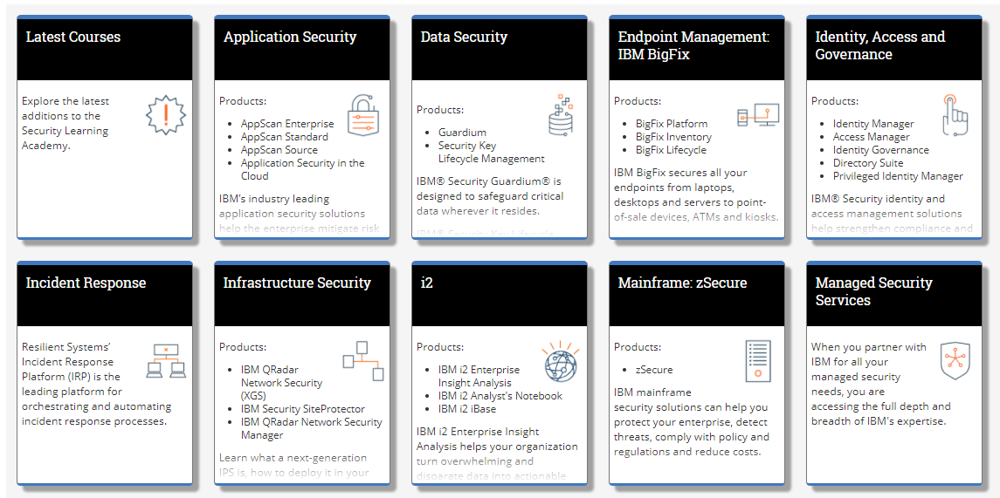 Latest Courses
Explore the latest
additions to the
Security Learning
Academy.
Application Security
Products:
AppScan Enterprise
AppScan Standard
AppScan Source
Application Security in the
Cloud
IBM's industry leading
application security solutions
help the enterprise mitigate risk
Data Security
Products:
Guardium
Security Key
Lifecycle Management
IBM® Security Guardium® is
designed to safeguard critical
data wherever it resides.
IBM® Security Key Lifecycle
Endpoint Management:
IBM BigFix
Products:
BigFix Platform
BigFix Inventory
BigFix Lifecycle
IBM BigFix secures all your
endpoints from laptops,
desktops and servers to point-
of-sale devices, ATMs and kiosks.
Identity, Access and
Governance
Products:
Identity Manager
Access Manager
Identity Governance
Directory Suite
Privileged Identity Manager
IBM® Security identity and
access management solutions
help strengthen compliance and
Incident Response
Resilient Systems'
Incident Response
Platform (IRP) is the
leading platform for
orchestrating and automating
incident response processes.
Infrastructure Security
Products:
IBM QRadar
Network Security
(XGS)
IBM Security SiteProtector
IBM QRadar Network Security
Manager
Learn what a next-generation
IPS is, how to deploy it in your
i2
Products:
IBM i2 Enterprise
Insight Analysis
IBM i2 Analyst's Notebook
IBM i2 iBase
IBM i2 Enterprise Insight
Analysis helps your organization
turn overwhelming and
disparate data into actionable
Mainframe: zSecure
Products:
zSecure
IBM mainframe
security solutions can help you
protect your enterprise, detect
threats, comply with policy and
regulations and reduce costs.
Managed Security
Services
When you partner with
IBM for all your
managed security
needs, you are
accessing the full depth and
breadth of IBM's expertise.